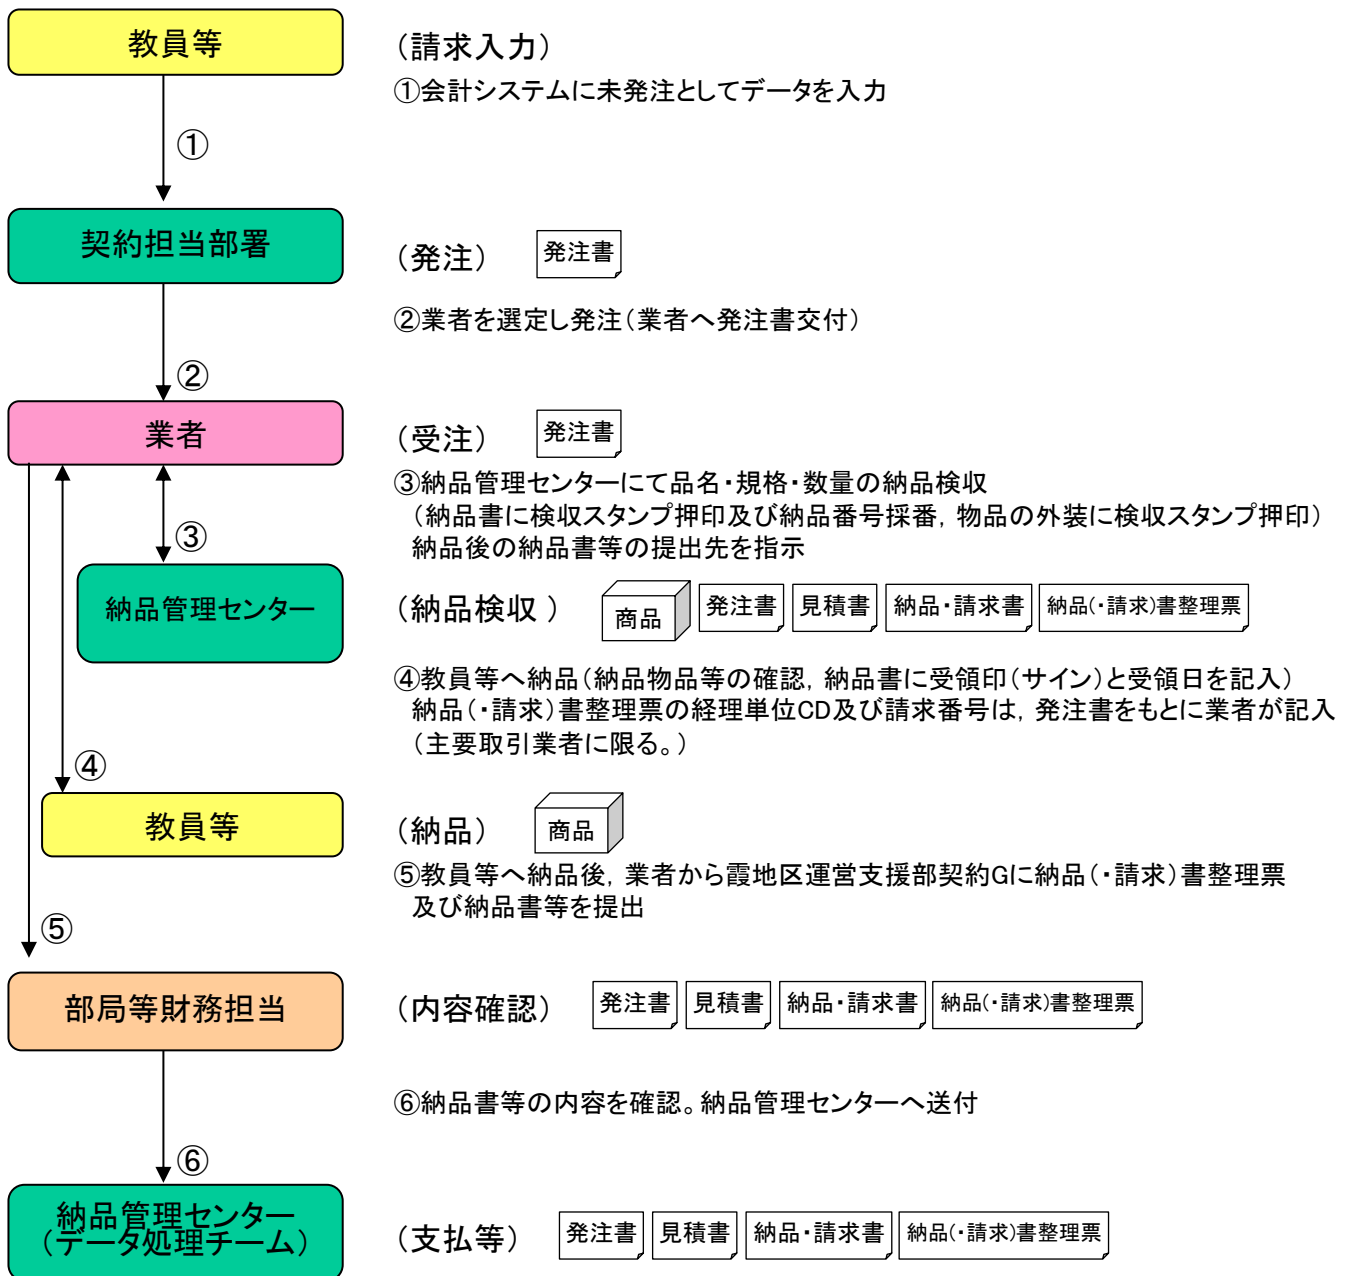 教員等
（請求入力）
①会計システムに未発注としてデータを入力
①
契約担当部署
（発注）
発注書
②業者を選定し発注（業者へ発注書交付）
②
業者
（受注）
発注書
③納品管理センターにて品名・規格・数量の納品検収
（納品書に検収スタンプ押印及び納品番号採番，物品の外装に検収スタンプ押印）
納品後の納品書等の提出先を指示
③
納品管理センター
（納品検収 ）
商品
発注書
見積書
納品・請求書
納品(・請求)書整理票
④教員等へ納品（納品物品等の確認，納品書に受領印（サイン）と受領日を記入）
納品（・請求）書整理票の経理単位CD及び請求番号は，発注書をもとに業者が記入
（主要取引業者に限る。）
④
教員等
（納品）
商品
⑤教員等へ納品後，業者から霞地区運営支援部契約Gに納品（・請求）書整理票
及び納品書等を提出
⑤
部局等財務担当
（内容確認）
発注書
見積書
納品・請求書
納品(・請求)書整理票
⑥納品書等の内容を確認。納品管理センターへ送付
⑥
納品管理センター
（データ処理チーム）
（支払等）
発注書
見積書
納品・請求書
納品(・請求)書整理票